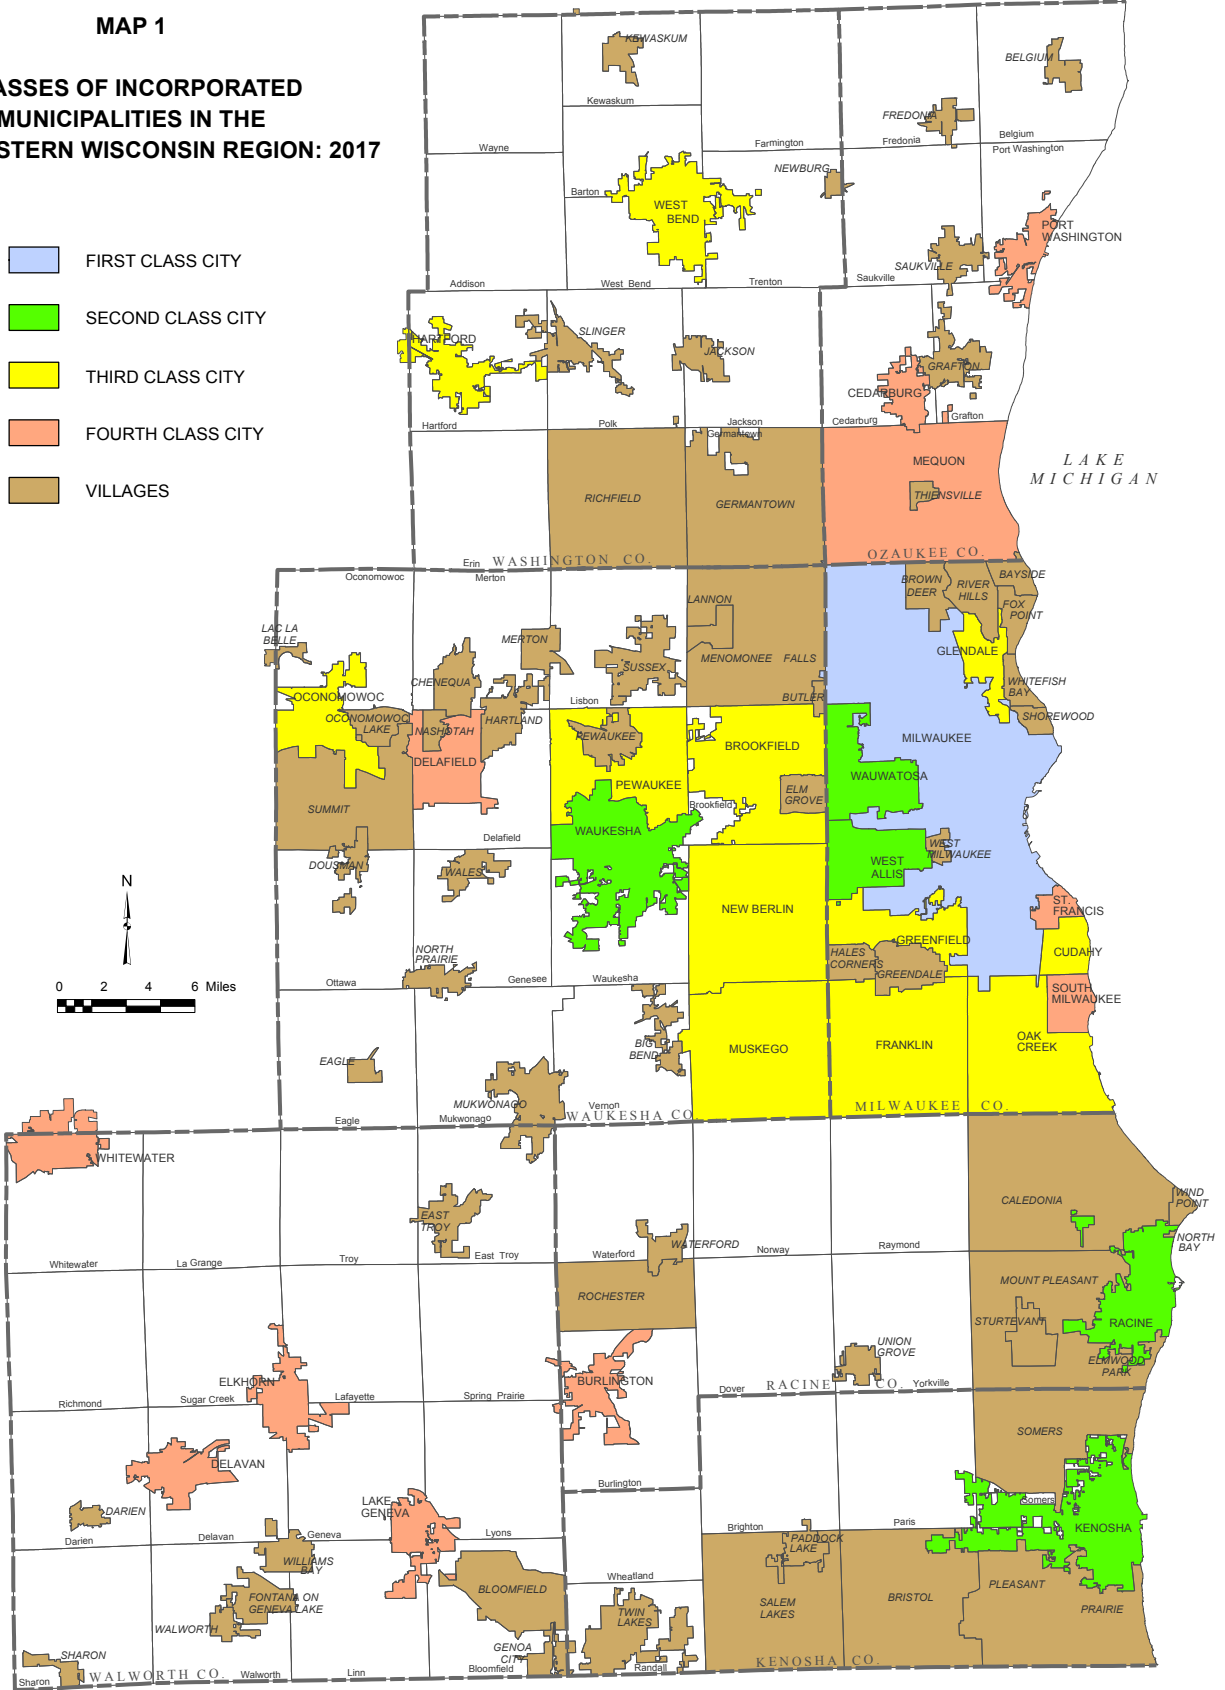 MAP 1
ASSES OF INCORPORATED
MUNICIPALITIES IN THE
STERN WISCONSIN REGION: 2017
FIRST CLASS CITY
SECOND CLASS CITY
THIRD CLASS CITY
FOURTH CLASS CITY
VILLAGES
KEWASKUM
BELGIUM
Kewaskum
FREDONIA
Wayne
Farmington
Fredonia
Belgium
Port Washington
NEWBURG
Barton
WEST
BEND
PORT
WASHINGTON
SAUKVILLE
Addison
West Bend
Trenton
Saukville
HARTFORD
SLINGER
JACKSON
GRAFTON
CEDARBURG
Hartford
Polk
Jackson
Germantown
Cedarburg
Grafton
MEQUON
LAKE
MICHIGAN
THIENSVILLE
RICHFIELD
GERMANTOWN
Erin
WASHINGTON CO.
OZAUKEE CO.
Oconomowoc
Merton
BROWN
DEER
RIVER
HILLS
BAYSIDE
FOX
POINT
LANNON
LAC LA
BELLE
MERTON
SUSSEX
MENOMONEE FALLS
GLENDALE
CHENEQUA
OCONOMOWOC
Lisbon
BUTLER
WHITEFISH
BAY
SHOREWOOD
OCONOMOWOC
LAKE
NASHOTAH
HARTLAND
PEWAUKEE
BROOKFIELD
MILWAUKEE
DELAFIELD
PEWAUKEE
WAUWATOSA
SUMMIT
Brookfield
ELM
GROVE
Delafield
WAUKESHA
DOUSMAN
WALES
WEST
ALLIS
WEST
MILWAUKEE
N
0 2 4 6 Miles
NEW BERLIN
ST.
FRANCIS
GREENFIELD
CUDAHY
NORTH
PRAIRIE
HALES
CORNERS
GREENDALE
Ottawa
Genesee
Waukesha
SOUTH
MILWAUKEE
EAGLE
BIG
BEND
MUSKEGO
FRANKLIN
OAK
CREEK
MUKWONAGO
Vernon
Eagle
Mukwonago
WAUKESHA CO.
MILWAUKEE CO.
WHITEWATER
CALEDONIA
WIND
POINT
EAST
TROY
WATERFORD
NORTH
BAY
Whitewater
La Grange
Troy
East Troy
Waterford
Norway
Raymond
ROCHESTER
MOUNT PLEASANT
STURTEVANT
RACINE
UNION
GROVE
ELMWOOD
PARK
ELKHORN
BURLINGTON
Richmond
Sugar Creek
Lafayette
Spring Prairie
Dover
RACINE CO.
Yorkville
SOMERS
DELAVAN
Burlington
LAKE
GENEVA
DARIEN
Somers
Darien
Delavan
Geneva
Lyons
Brighton
Paris
KENOSHA
PADDOCK
LAKE
WILLIAMS
BAY
Wheatland
BLOOMFIELD
FONTANA ON
GENEVA LAKE
PLEASANT
PRAIRIE
BRISTOL
SALEM
LAKES
TWIN
LAKES
WALWORTH
GENOA
CITY
SHARON
Sharon
WALWORTH CO.
Walworth
Linn
Bloomfield
Randall
KENOSHA CO.